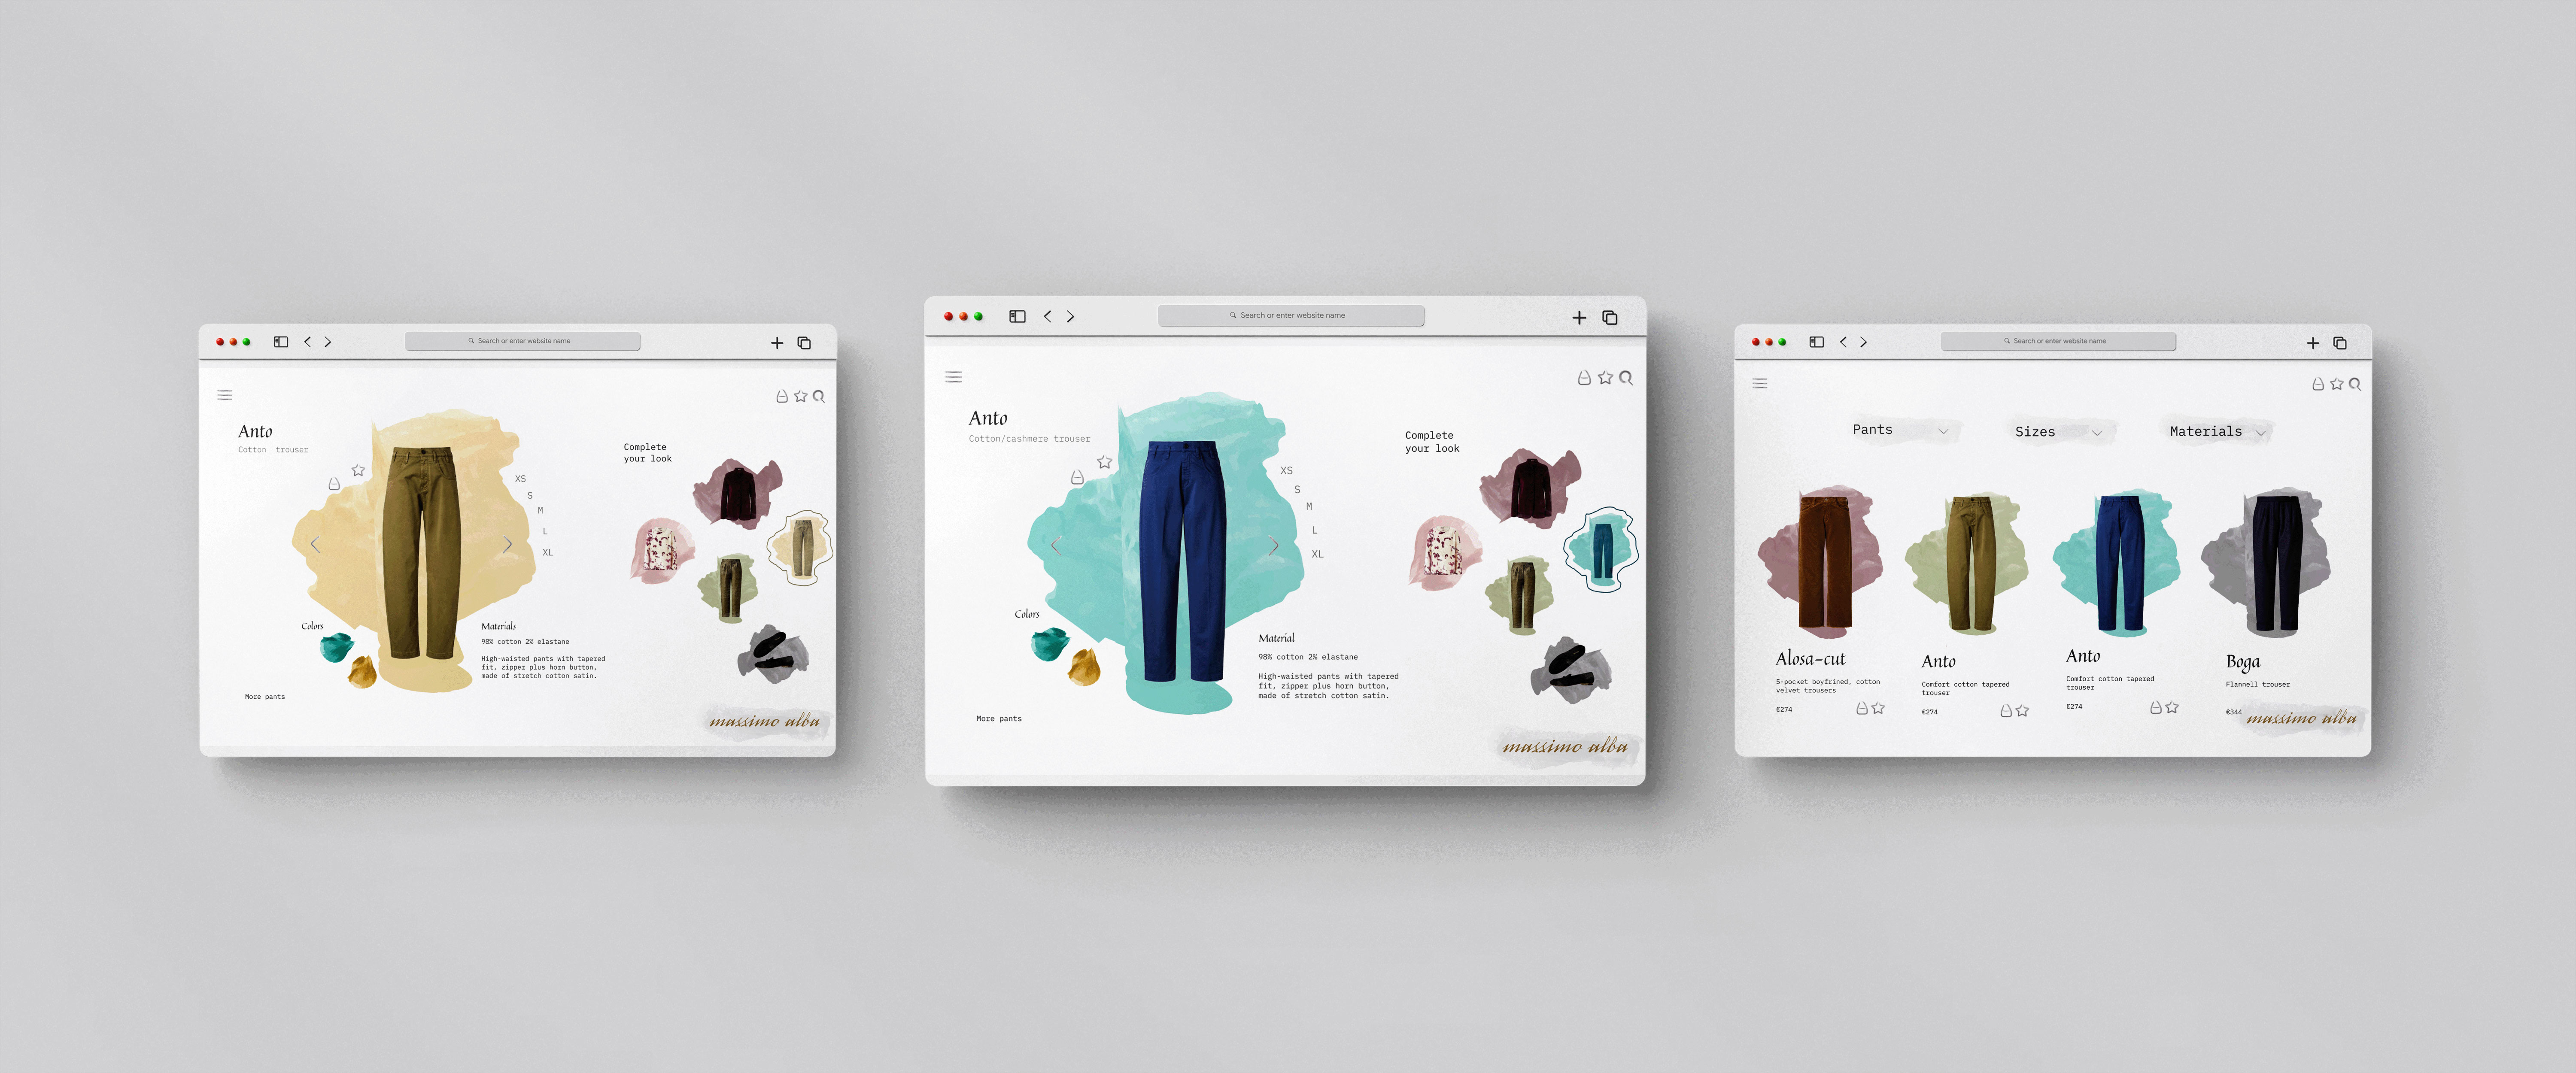 Search or enter website name
Anto
Cotton trouser
XS
S
M
L
XL
Complete
your look
Colors
Materials
98% cotton 2% elastane
High-waisted pants with tapered
fit, zipper plus horn button,
made of stretch cotton satin.
More pants
massimo alba
Search or enter website name
Anto
Cotton/cashmere trouser
XS
S
M
L
XL
Complete
your look
Colors
Material
98% cotton 2% elastane
High-waisted pants with tapered
fit, zipper plus horn button,
made of stretch cotton satin.
More pants
massimo alba
Search or enter website name
Pants
Sizes
Materials
Alosa-cut
5-pocket boyfrined, cotton
velvet trousers
€274
Anto
Comfort cotton tapered
trouser
€274
Anto
Comfort cotton tapered
trouser
€274
Boga
Flannell trouser
€344
massimo alba